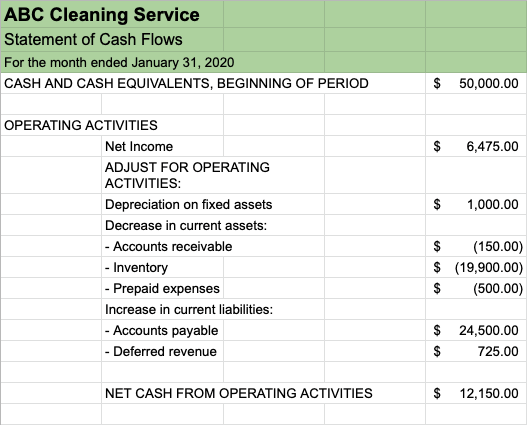 ABC Cleaning Service
Statement of Cash Flows
For the month ended January 31, 2020
CASH AND CASH EQUIVALENTS, BEGINNING OF PERIOD $ 50,000.00
OPERATING ACTIVITIES
Net Income $ 6,475.00
ADJUST FOR OPERATING
ACTIVITIES:
Depreciation on fixed assets $ 1,000.00
Decrease in current assets:
- Accounts receivable $ (150.00)
- Inventory $ (19,900.00)
- Prepaid expenses $ (500.00)
Increase in current liabilities:
- Accounts payable $ 24,500.00
- Deferred revenue $ 725.00
NET CASH FROM OPERATING ACTIVITIES $ 12,150.00